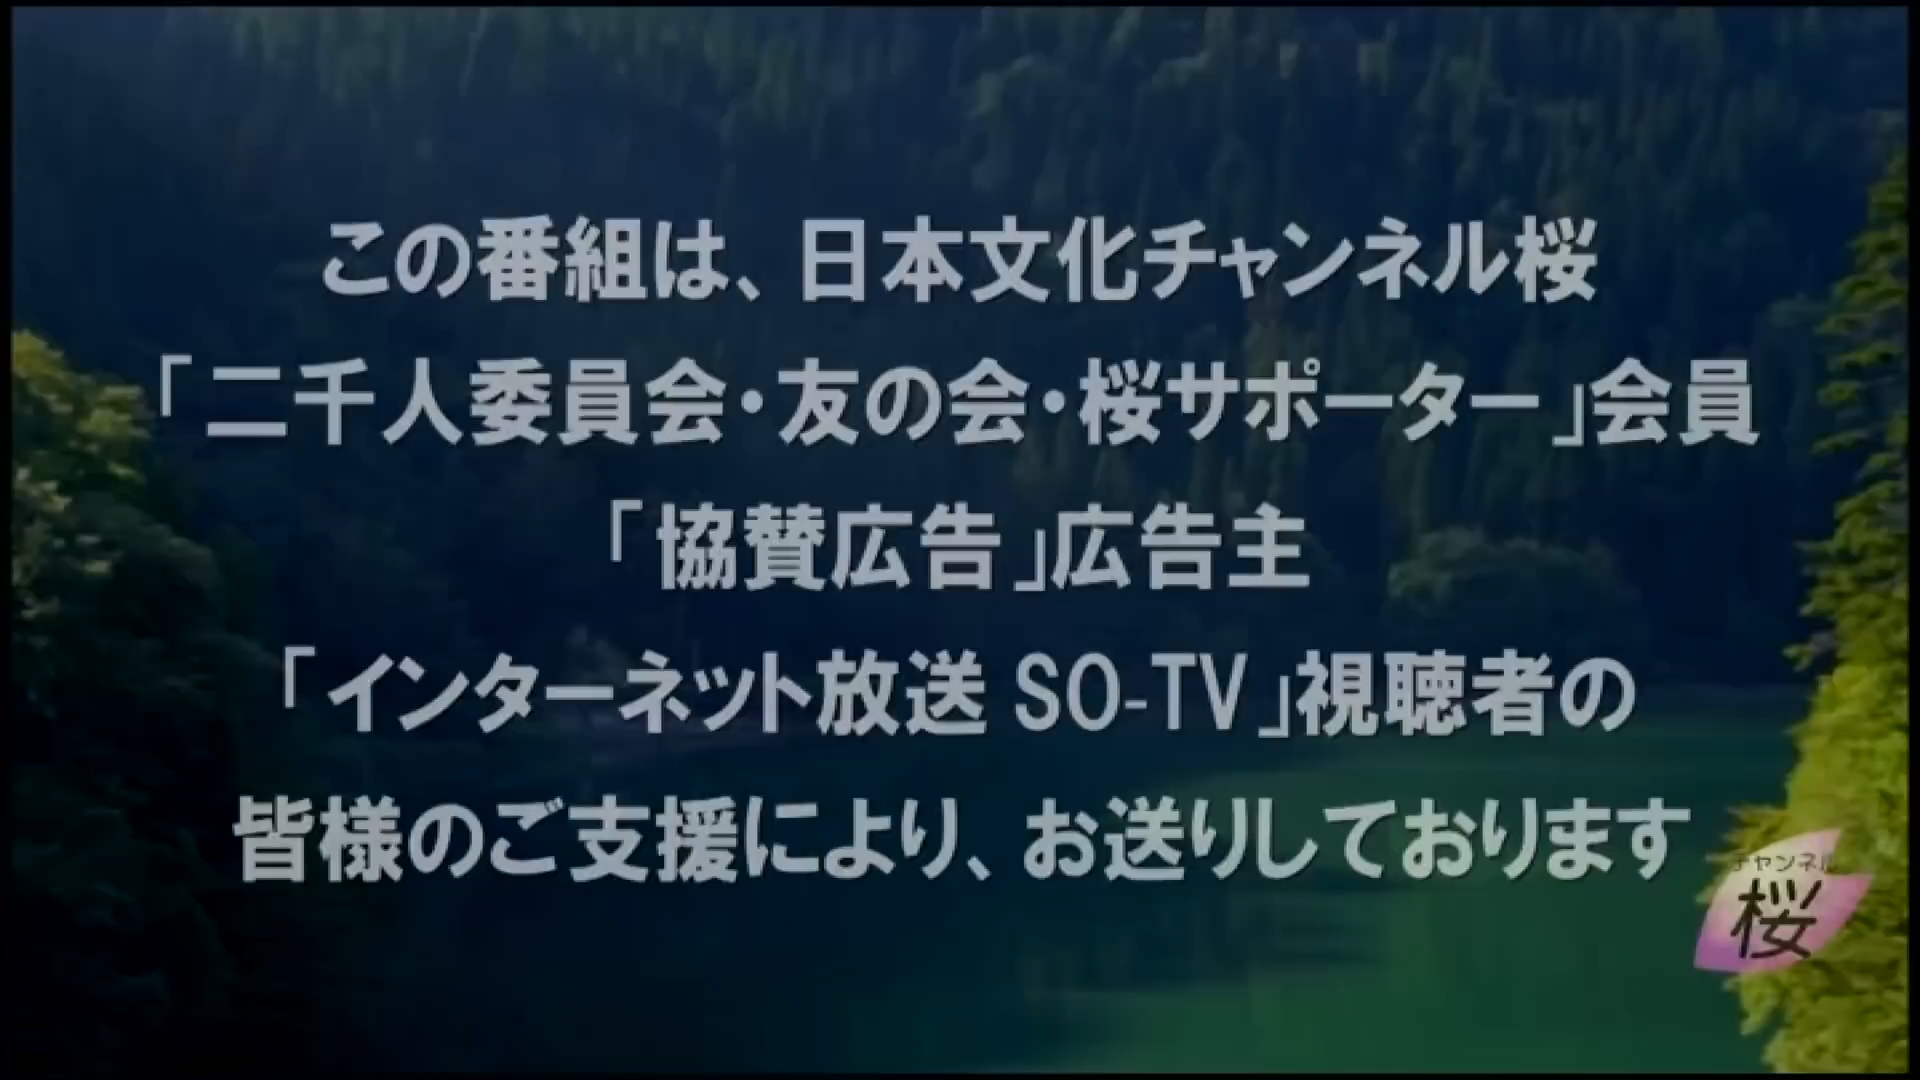 この番組は、日本文化チャンネル桜
「二千人委員会・友の会・桜サポーター」会員
「協賛広告」広告主
「インターネット放送 SO-TV」視聴者の
皆様のご支援により、お送りしております
チャンネル
桜